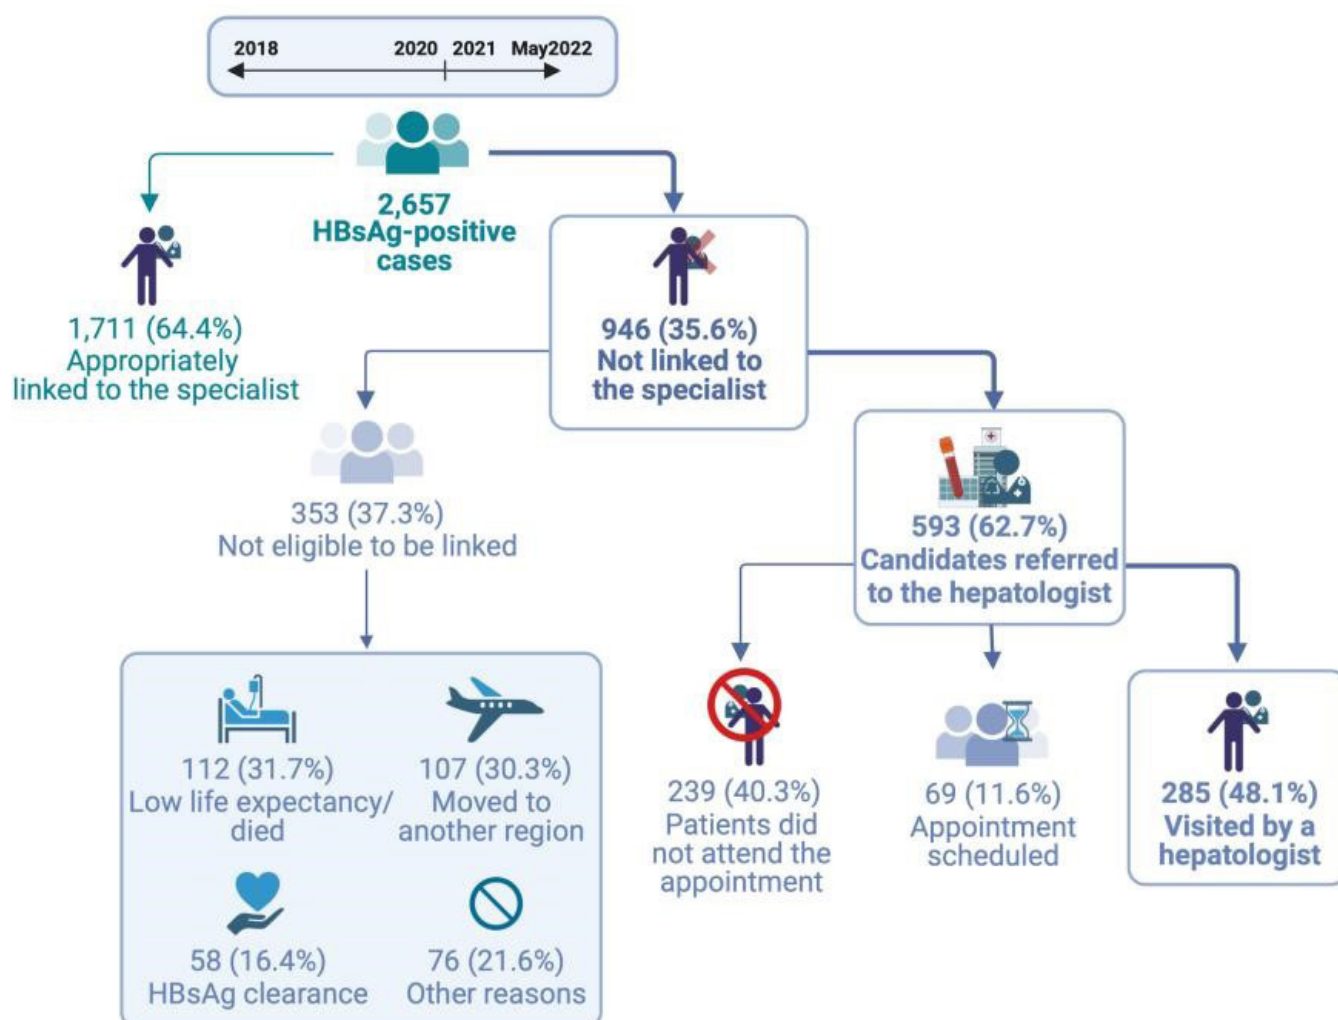 2018
2020
2021
May2022
2,657
HBsAg-positive
cases
1,711 (64.4%)
Appropriately
linked to the specialist
946 (35.6%)
Not linked to
the specialist
353 (37.3%)
Not eligible to be linked
593 (62.7%)
Candidates referred
to the hepatologist
112 (31.7%)
Low life expectancy/
died
107 (30.3%)
Moved to
another region
58 (16.4%)
HBsAg clearance
76 (21.6%)
Other reasons
239 (40.3%)
Patients did
not attend the
appointment
69 (11.6%)
Appointment
scheduled
285 (48.1%)
Visited by a
hepatologist